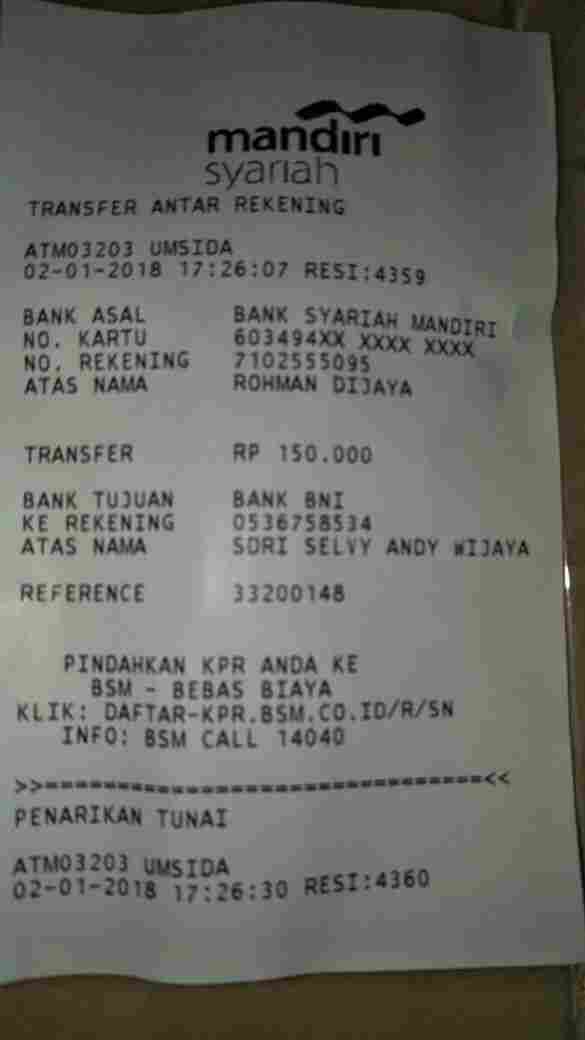 mandiri
syariah
TRANSFER ANTAR REKENING
ATM03203 UMSIDA
02-01-2018 17:26:07 RESI:4359
BANK ASAL BANK SYARIAH MANDIRI
NO. KARTU 603494XX XXXX XXXX
NO. REKENING 7102555095
ATAS NAMA ROHMAN DIJAYA
TRANSFER RP 150.000
BANK TUJUAN BANK BNI
KE REKENING 0536758534
ATAS NAMA SDRI SELVY ANDY WIJAYA
REFERENCE 33200148
PINDAHKAN KPR ANDA KE
BSM - BEBAS BIAYA
KLIK: DAFTAR-KPR.BSM.CO.ID/R/SN
INFO: BSM CALL 14040
>>==================================<<
PENARIKAN TUNAI
ATM03203 UMSIDA
02-01-2018 17:26:30 RESI:4360